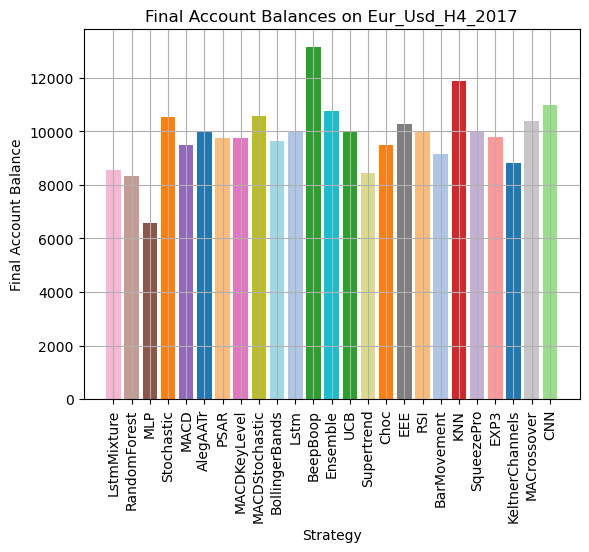 Final Account Balances on Eur_Usd_H4_2017
Final Account Balance
12000
10000
8000
6000
4000
2000
0
LstmMixture
RandomForest
MLP
Stochastic
MACD
AlegAATr
PSAR
MACDKeyLevel
MACDStochastic
BollingerBands
Lstm
BeepBoop
Ensemble
UCB
Supertrend
Choc
EEE
RSI
BarMovement
KNN
SqueezePro
EXP3
KeltnerChannels
MACrossover
CNN
Strategy